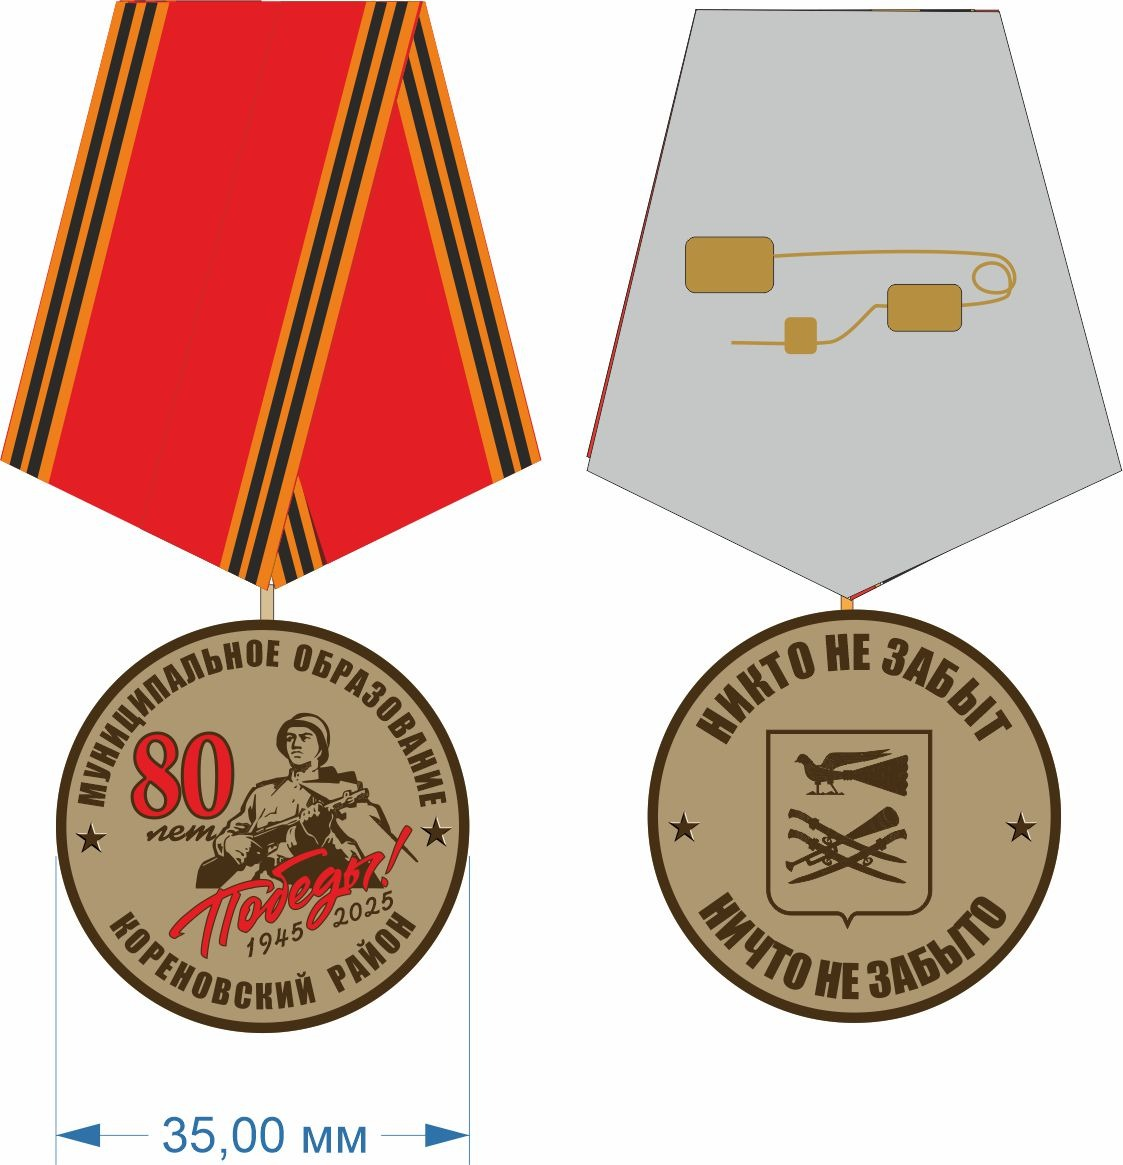 МУНИЦИПАЛЬНОЕ ОБРАЗОВАНИЕ
80
лет
Победы!
1945 2025
КОРЕНОВСКИЙ РАЙОН
НИКТО НЕ ЗАБЫТ
НИЧТО НЕ ЗАБЫТО
35,00 мм